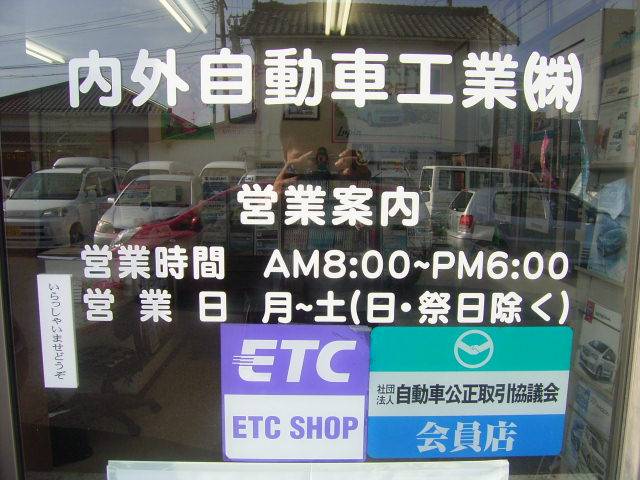 内外自動車工業㈱
営業案内
営業時間 AM8:00~PM6:00
営業日 月~土(日・祭日除く)
いらっしゃいませどうぞ
ETC
ETC SHOP
社団法人 自動車公正取引協議会
会員店